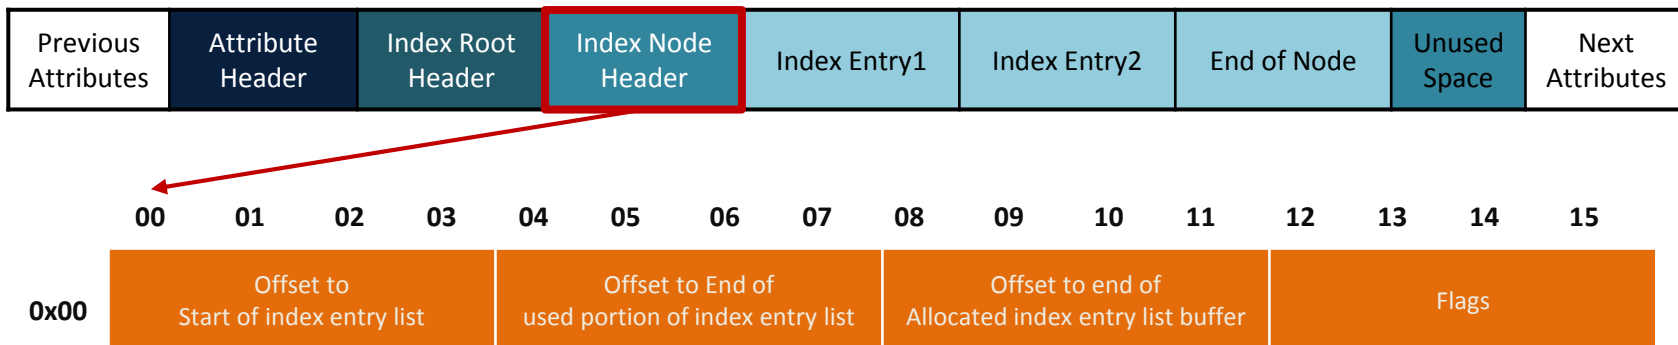 Previous Attributes
Attribute Header
Index Root Header
Index Node Header
Index Entry1
Index Entry2
End of Node
Unused Space
Next Attributes
00 01 02 03 04 05 06 07 08 09 10 11 12 13 14 15
0x00
Offset to
Start of index entry list
Offset to End of
used portion of index entry list
Offset to end of
Allocated index entry list buffer
Flags